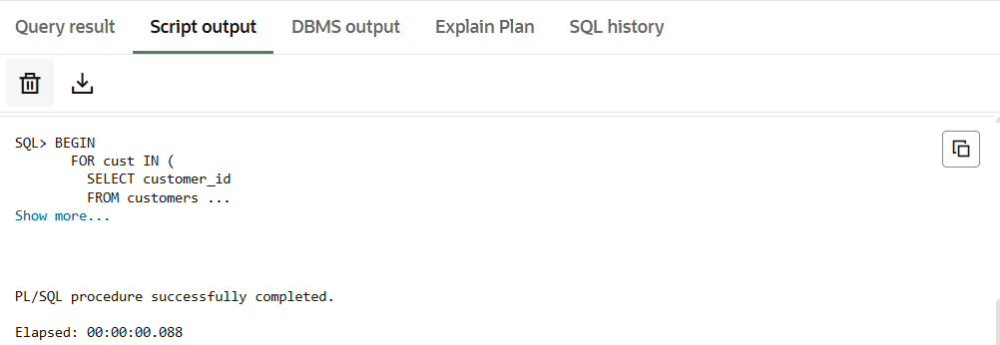 Query result Script output DBMS output Explain Plan SQL history
SQL> BEGIN
FOR cust IN (
SELECT customer_id
FROM customers ...
Show more...
PL/SQL procedure successfully completed.
Elapsed: 00:00:00.088